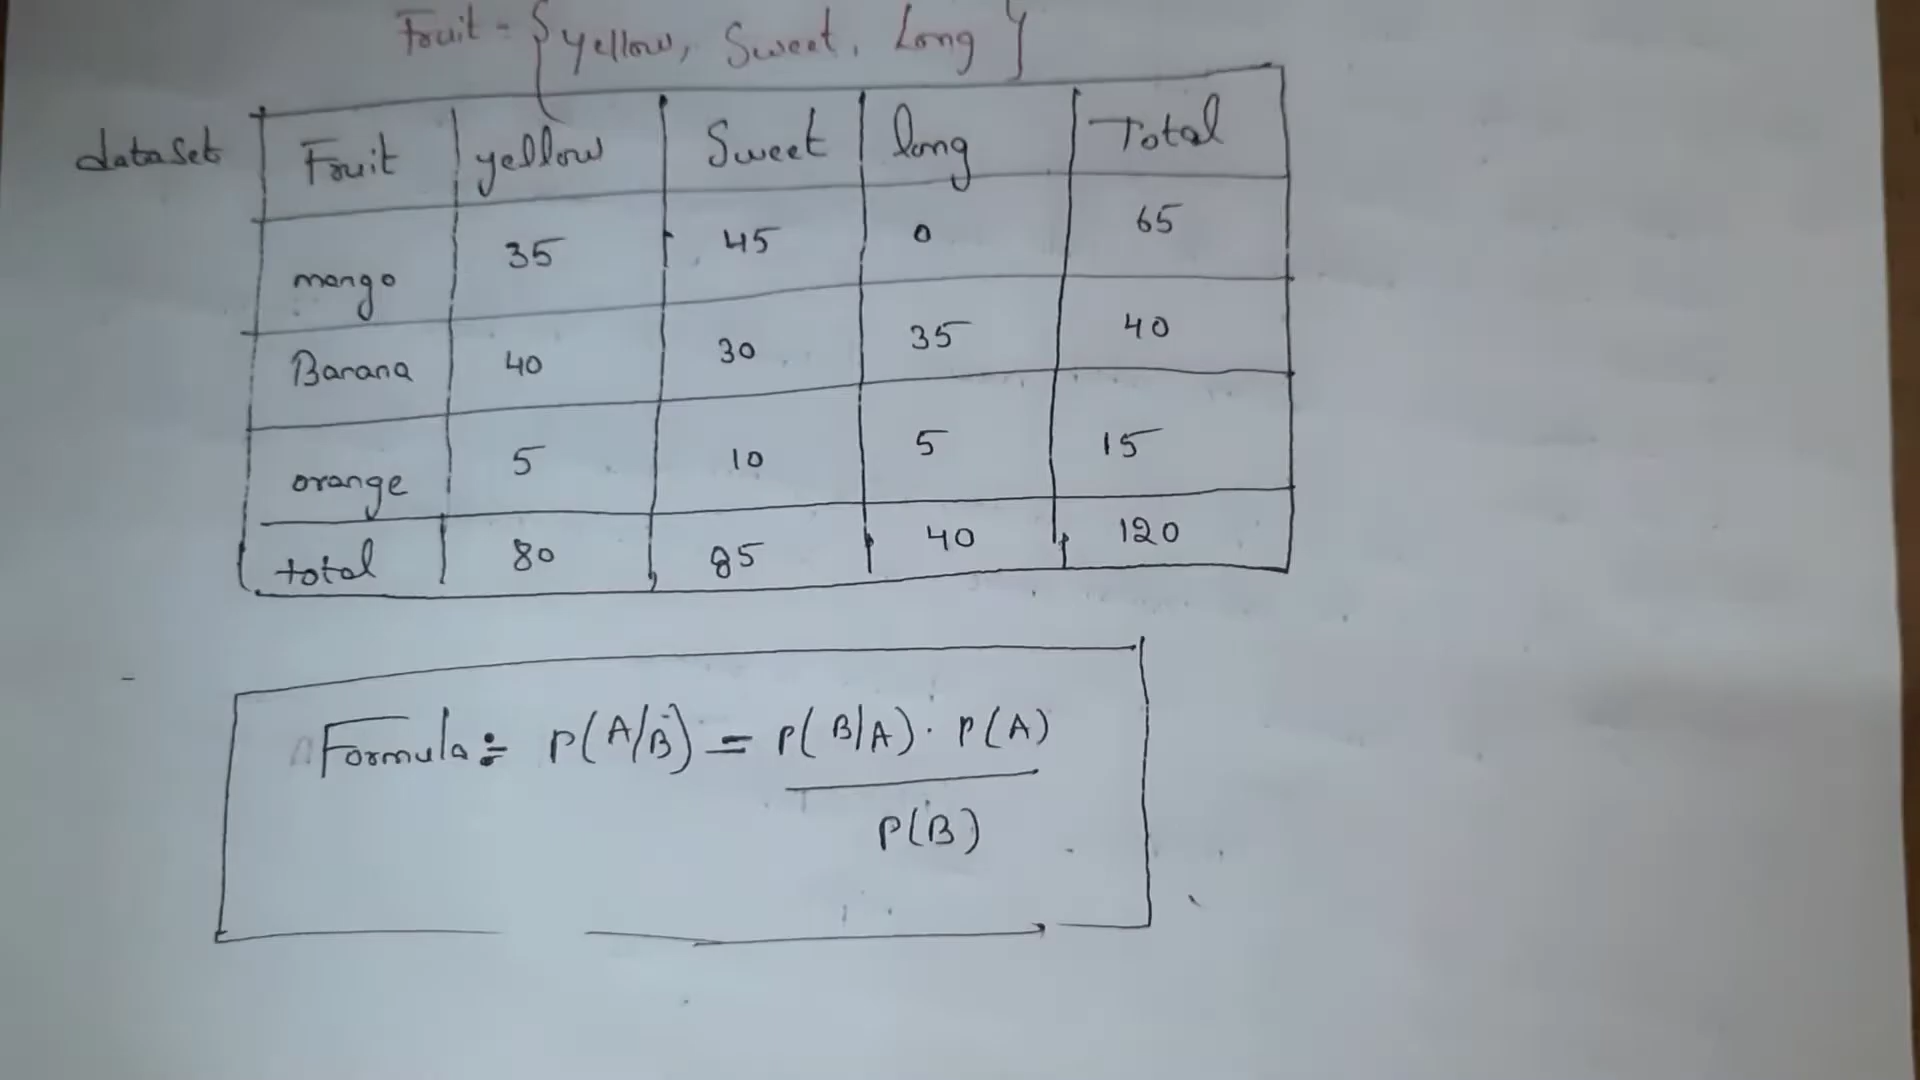 Fruit = {yellow, Sweet, Long}
dataset
Fruit yellow Sweet long Total
mango 35 45 0 65
Banana 40 30 35 40
orange 5 10 5 15
total 80 85 40 120
Formula: P(A/B) = P(B/A) · P(A)
P(B)